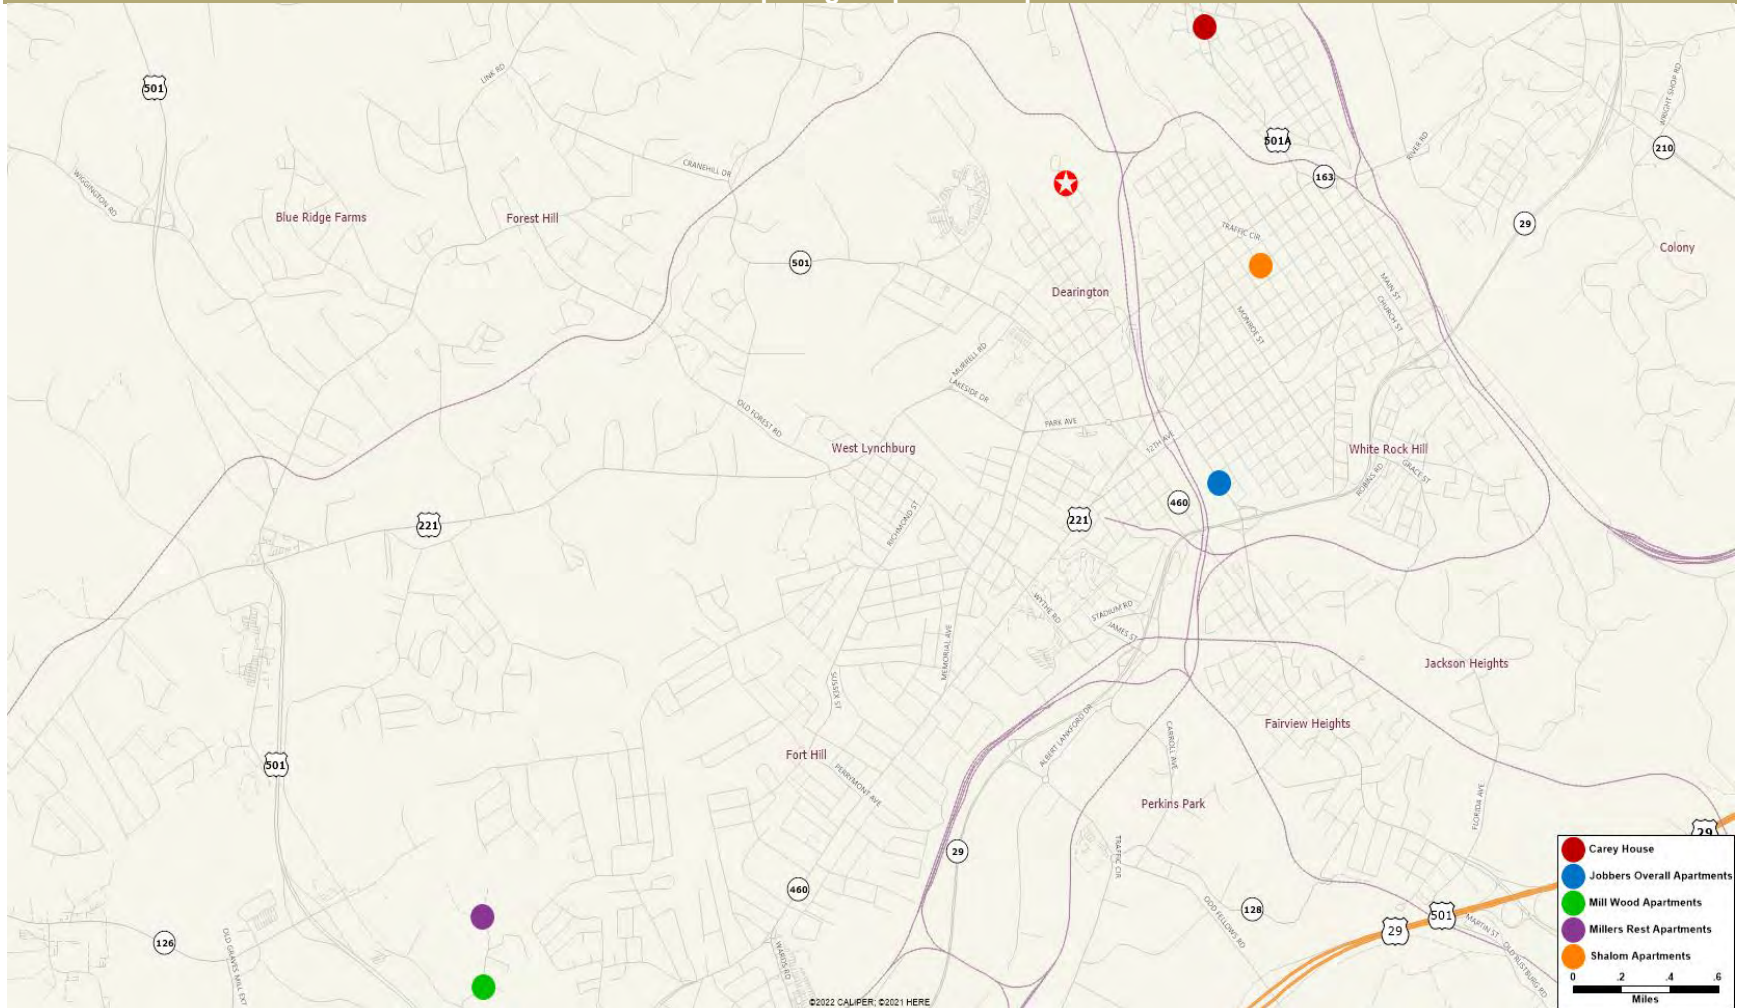 501
LINK RD
CRANEHILL DR
WIGGINGTON RD
Blue Ridge Farms
Forest Hill
501
501A
163
RIVER RD
WRIGHT SHOP RD
210
29
Colony
TRAFFIC CIR
Dearington
MONROE ST
MAIN ST
CHURCH ST
MURRELL RD
LAKESIDE DR
OLD FOREST RD
PARK AVE
12TH AVE
West Lynchburg
White Rock Hill
ROBINS RD
GRACE ST
460
221
221
RICHMOND ST
WYTHE RD
STADIUM RD
JAMES ST
MEMORIAL AVE
SUSSEX ST
Jackson Heights
Fairview Heights
ALBERT LANKFORD DR
CARROLL AVE
501
Fort Hill
PERRYMONT AVE
Perkins Park
FLORIDA AVE
TRAFFIC CIR
29
29
460
128
ODD FELLOWS RD
501
29
MARTIN ST
OLD RUSTBURG RD
126
OLD GRAVES MILL EXT
WARDS RD
Carey House
Jobbers Overall Apartments
Mill Wood Apartments
Millers Rest Apartments
Shalom Apartments
0 .2 .4 .6
Miles
©2022 CALIPER; ©2021 HERE